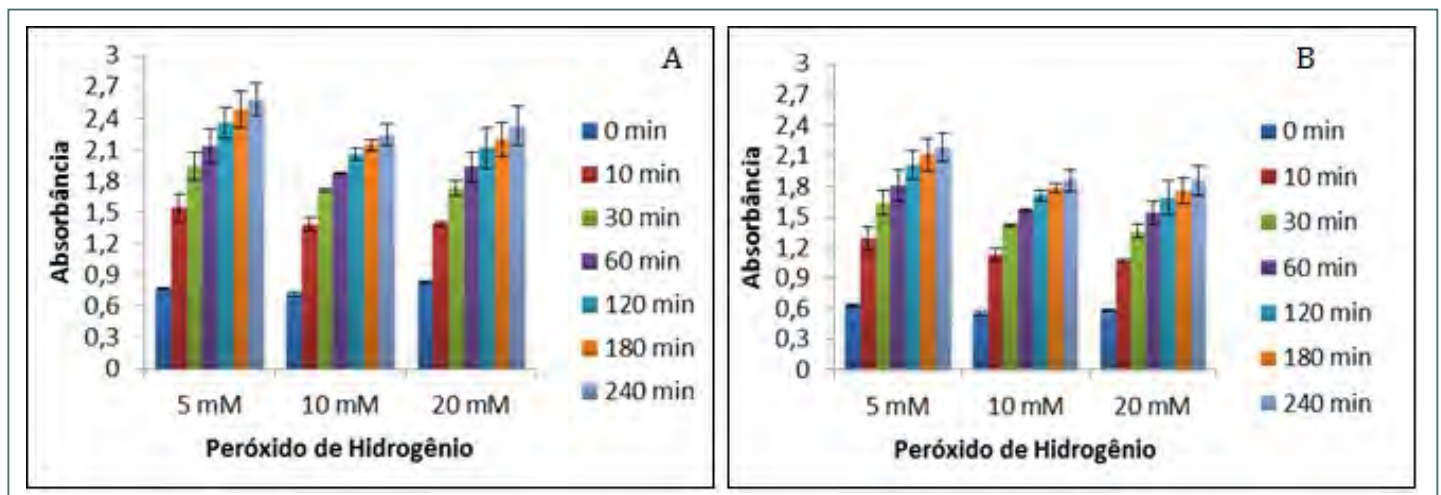 A
Absorbância
3
2,7
2,4
2,1
1,8
1,5
1,2
0,9
0,6
0,3
0
5 mM 10 mM 20 mM
Peróxido de Hidrogênio
0 min
10 min
30 min
60 min
120 min
180 min
240 min
B
Absorbância
3
2,7
2,4
2,1
1,8
1,5
1,2
0,9
0,6
0,3
0
5 mM 10 mM 20 mM
Peróxido de Hidrogênio
0 min
10 min
30 min
60 min
120 min
180 min
240 min